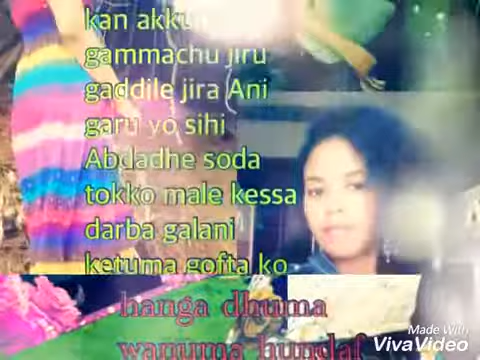 kan akkum
gammachu jiru
gaddile jira Ani
garu yo sihi
Abdadhe soda
tokko male kessa
darba galani
ketuma gofta ko
hanga dhuma
wanuma hundaf
Made With
VivaVideo